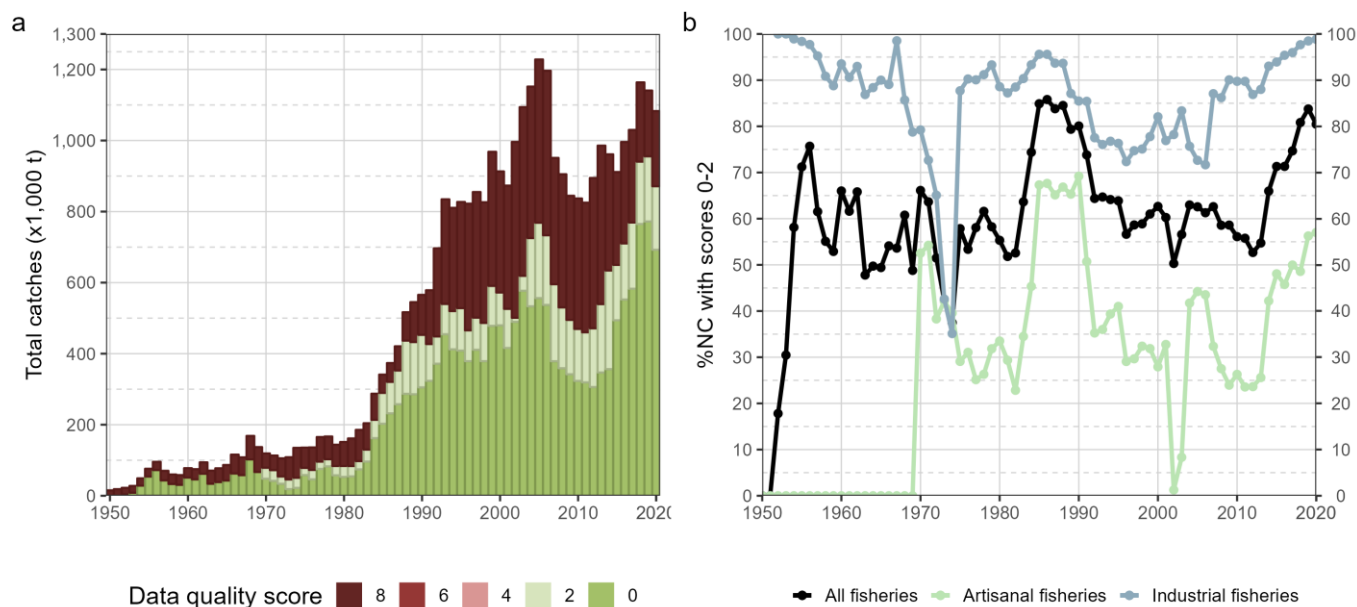 a
Total catches (x1,000 t)
1,300
1,200
1,000
800
600
400
200
0
1950 1960 1970 1980 1990 2000 2010 2020
Data quality score 8 6 4 2 0
b
%NC with scores 0-2
100 100
90 90
80 80
70 70
60 60
50 50
40 40
30 30
20 20
10 10
0 0
1950 1960 1970 1980 1990 2000 2010 2020
All fisheries Artisanal fisheries Industrial fisheries